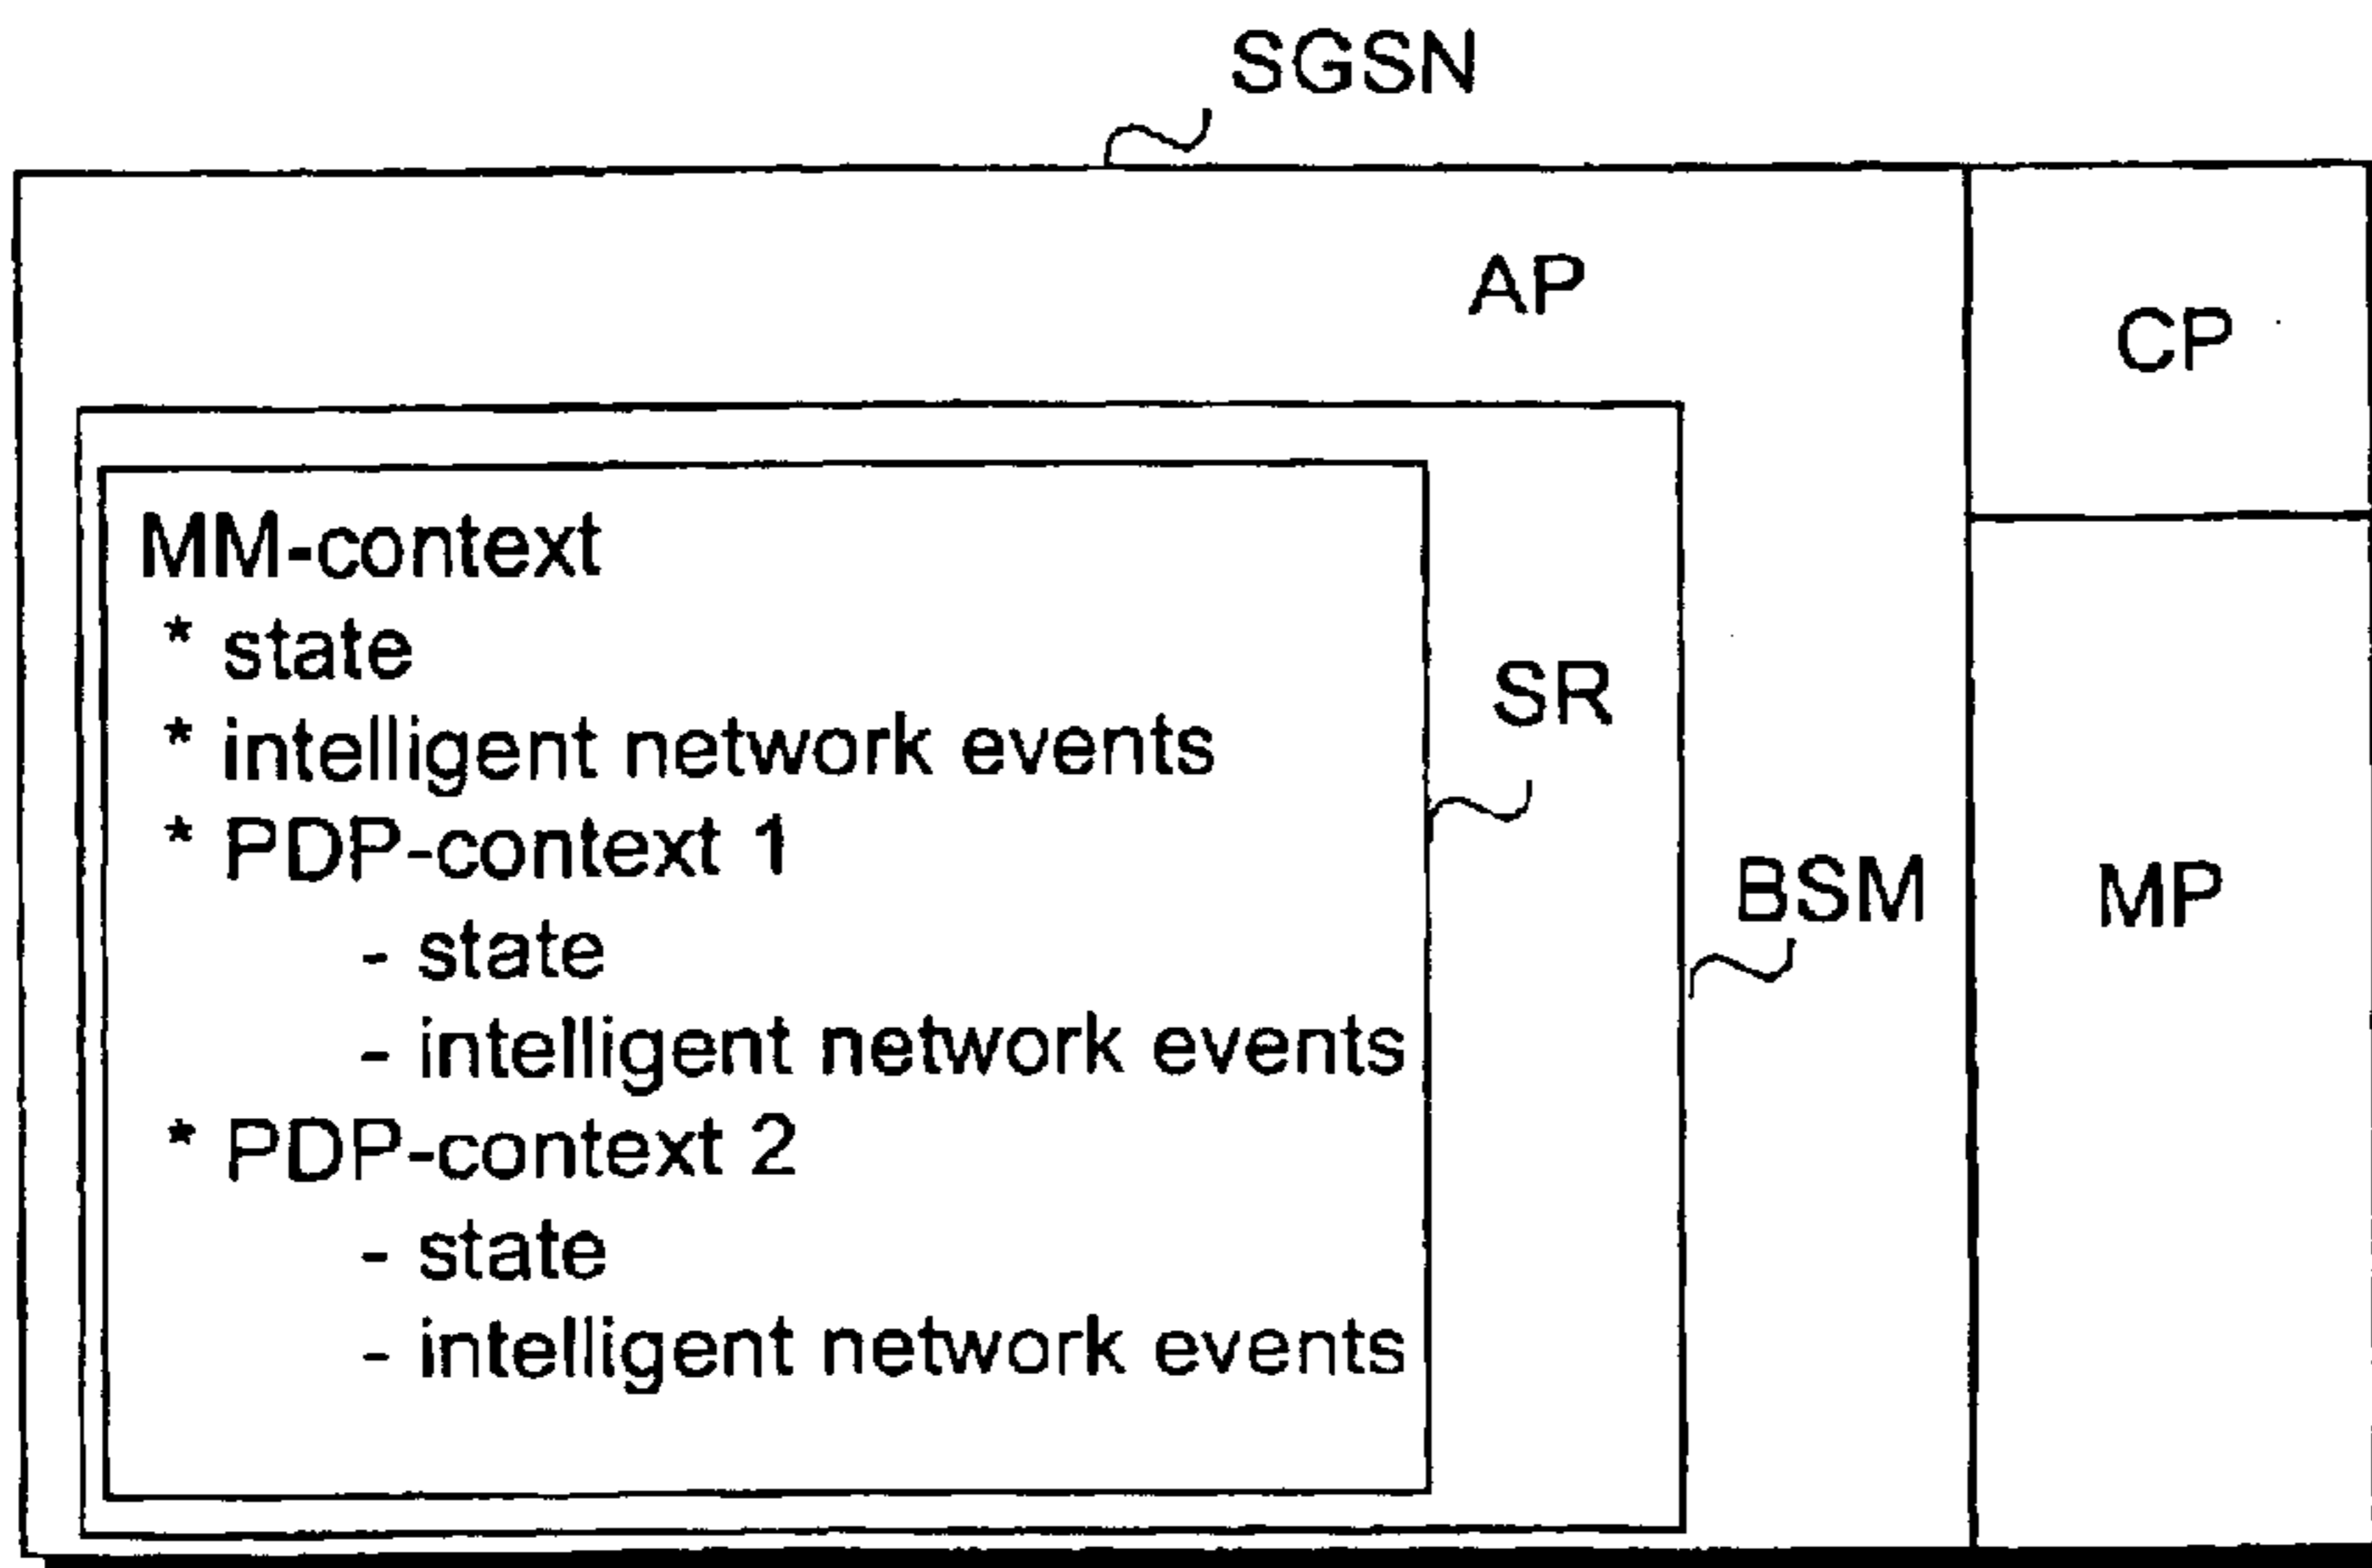 SGSN
AP
CP
MM-context
* state
* intelligent network events
* PDP-context 1
- state
- intelligent network events
* PDP-context 2
- state
- intelligent network events
SR
BSM
MP